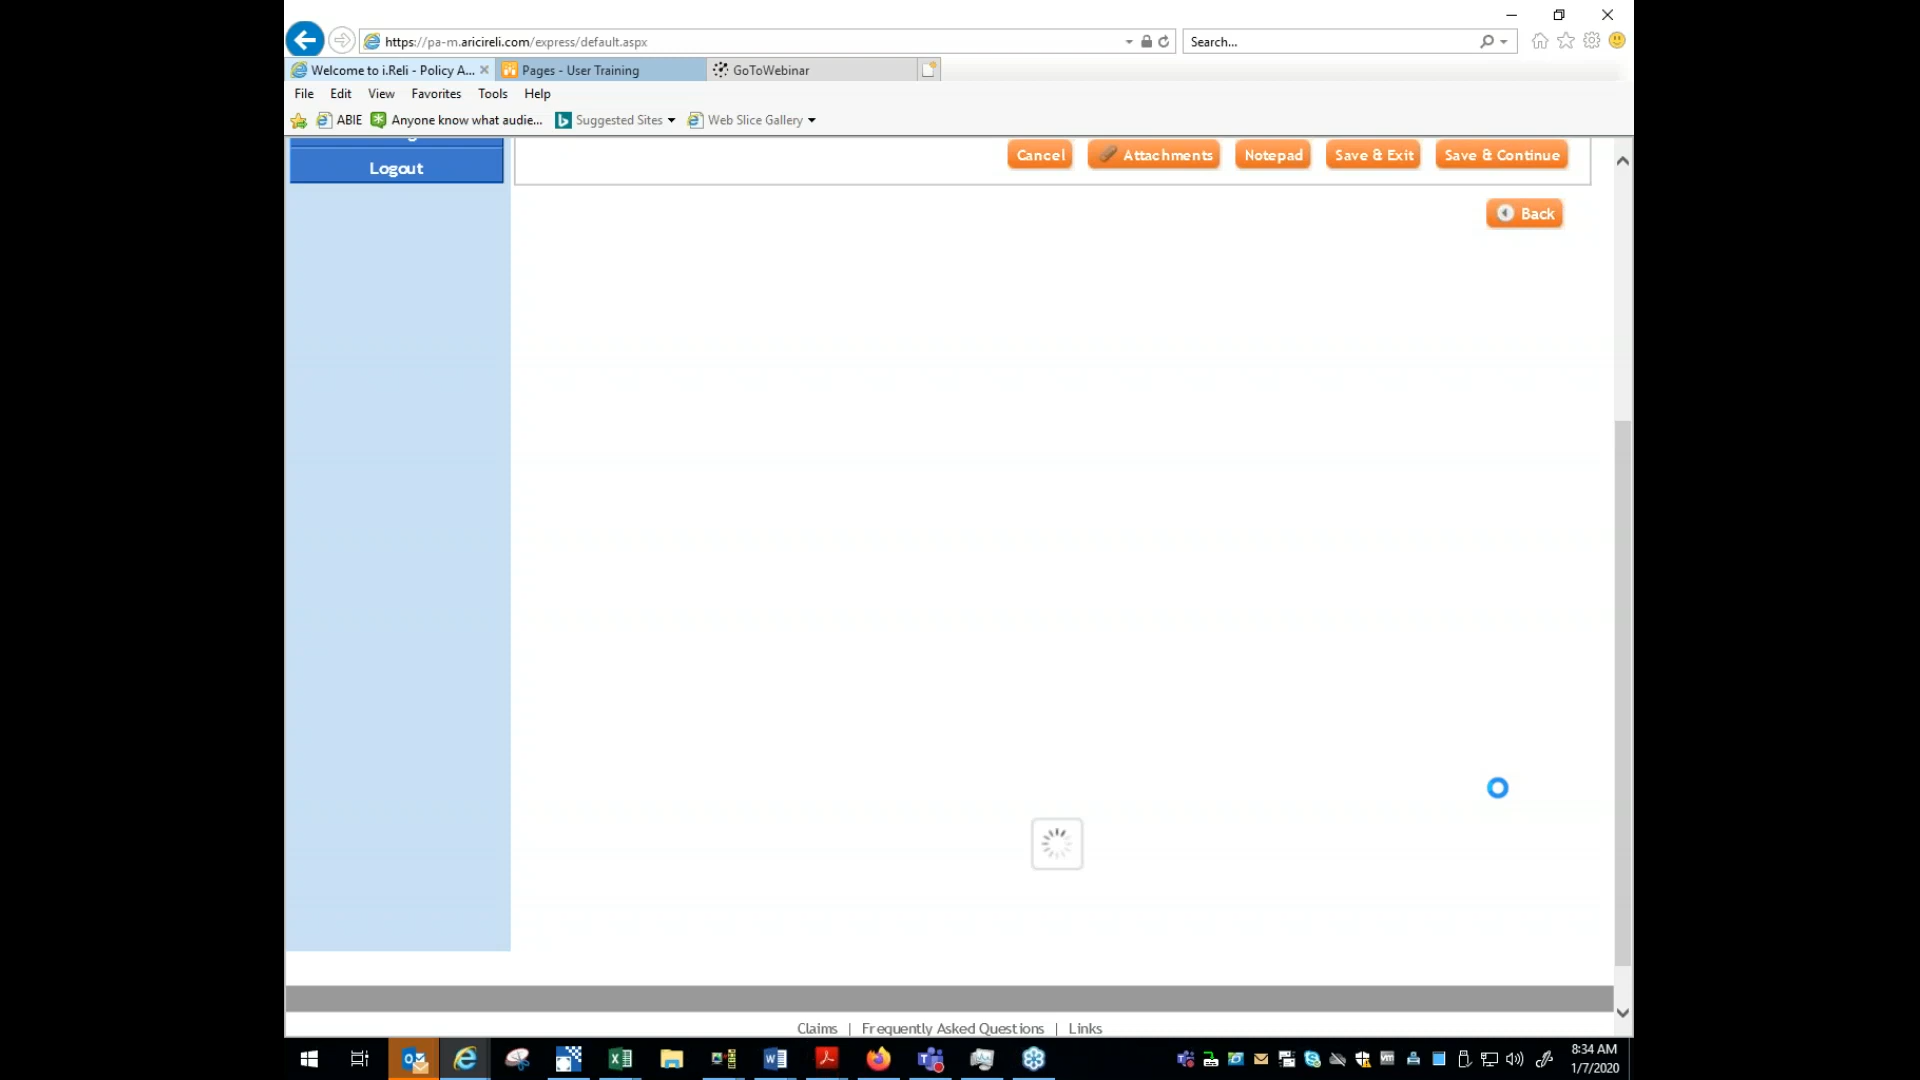 https://pa-m.aricireli.com/express/default.aspx
Search...
Welcome to i.Reli - Policy A...
Pages - User Training
GoToWebinar
File Edit View Favorites Tools Help
ABIE
Anyone know what audie...
Suggested Sites
Web Slice Gallery
Cancel
Attachments
Notepad
Save & Exit
Save & Continue
Logout
Back
Claims | Frequently Asked Questions | Links
8:34 AM
1/7/2020